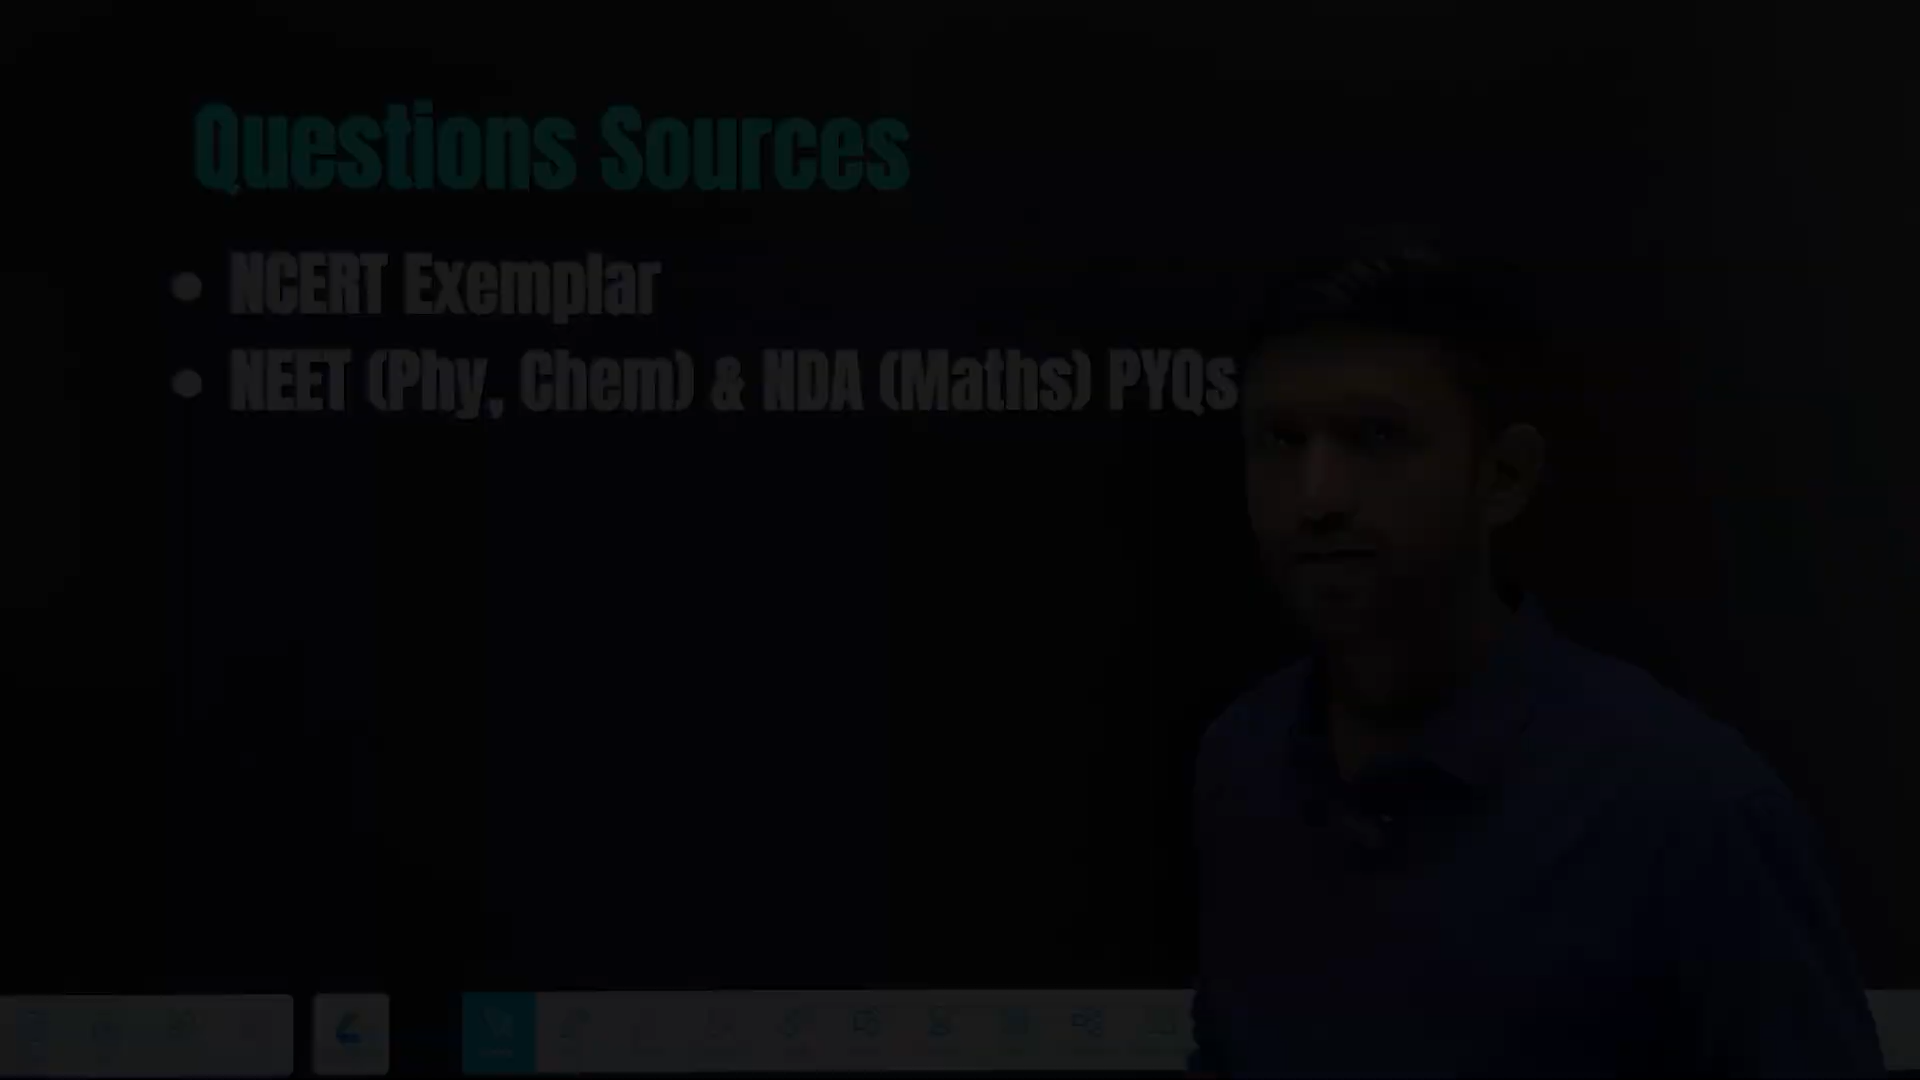 Questions Sources
• NCERT Exemplar
• NEET (Phy, Chem) & NDA (Maths) PYQs